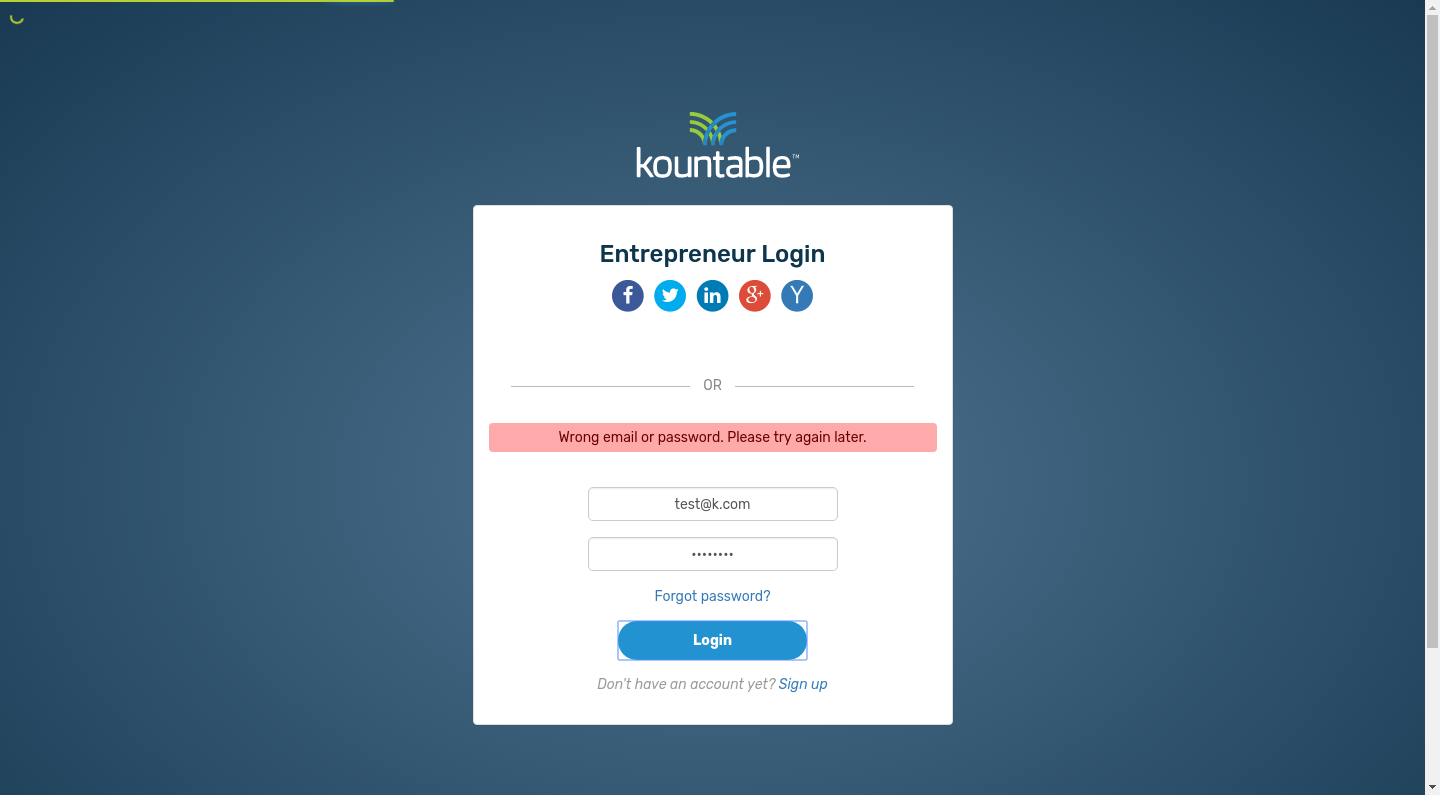 kountable™
Entrepreneur Login
OR
Wrong email or password. Please try again later.
test@k.com
••••••••
Forgot password?
Login
Don't have an account yet? Sign up